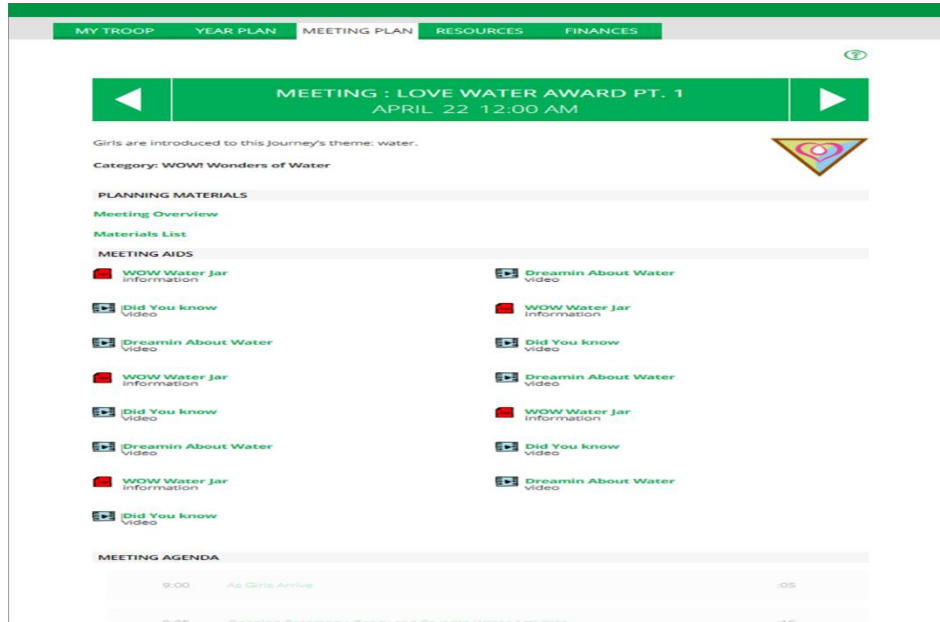 MY TROOP YEAR PLAN MEETING PLAN RESOURCES FINANCES
?
MEETING : LOVE WATER AWARD PT. 1
APRIL 22 12:00 AM
Girls are introduced to this Journey's theme: water.
Category: WOW! Wonders of Water
PLANNING MATERIALS
Meeting Overview
Materials List
MEETING AIDS
WOW Water Jar
information
Dreamin About Water
video
Did You know
video
WOW Water Jar
information
Dreamin About Water
video
Did You know
video
WOW Water Jar
information
Dreamin About Water
video
Did You know
video
WOW Water Jar
information
Dreamin About Water
video
Did You know
video
WOW Water Jar
information
Dreamin About Water
video
Did You know
video
MEETING AGENDA
9:00 As Girls Arrive :05